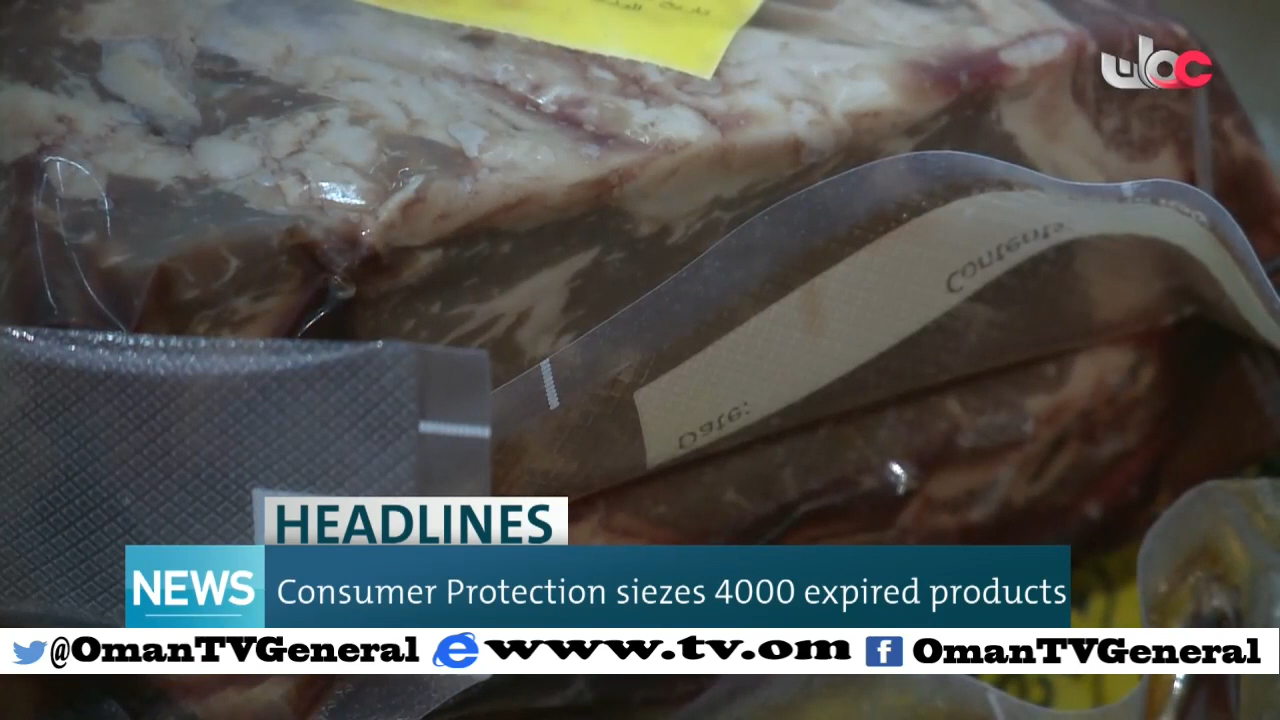 Contents
Date:
HEADLINES
NEWS
Consumer Protection siezes 4000 expired products
@OmanTVGeneral www.tv.om OmanTVGeneral